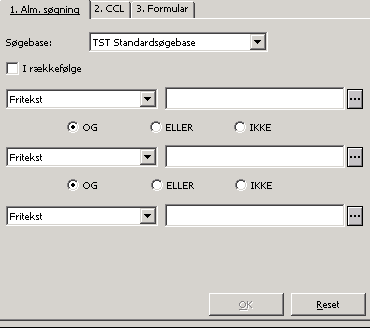 1. Alm. søgning 2. CCL 3. Formular
Søgebase: TST Standardsøgebase
I rækkefølge
Fritekst ...
OG ELLER IKKE
Fritekst ...
OG ELLER IKKE
Fritekst ...
OK Reset